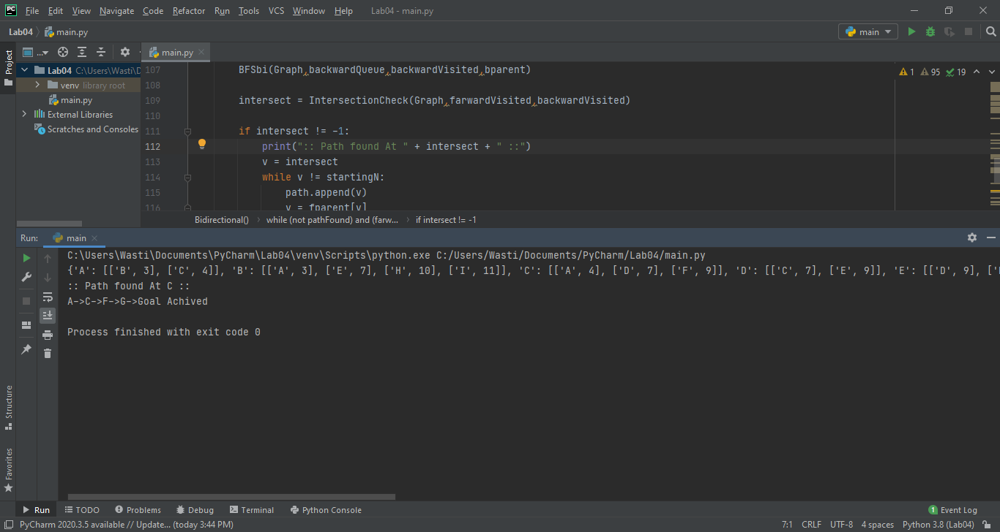 PC File Edit View Navigate Code Refactor Run Tools VCS Window Help Lab04 - main.py
Lab04 main.py main
Project ... main.py
Lab04 C:\Users\Wasti\D
venv library root
main.py
External Libraries
Scratches and Consoles
107 BFSbi(Graph,backwardQueue,backwardVisited,bparent)
1 95 19
108
109 intersect = IntersectionCheck(Graph,farwardVisited,backwardVisited)
110
111 if intersect != -1:
112 print(":: Path found At " + intersect + " ::")
113 v = intersect
114 while v != startingN:
115 path.append(v)
116 v = fparent[v]
Bidirectional() while (not pathFound) and (farw... if intersect != -1
Run: main
C:\Users\Wasti\Documents\PyCharm\Lab04\venv\Scripts\python.exe C:/Users/Wasti/Documents/PyCharm/Lab04/main.py
{'A': [['B', 3], ['C', 4]], 'B': [['A', 3], ['E', 7], ['H', 10], ['I', 11]], 'C': [['A', 4], ['D', 7], ['F', 9]], 'D': [['C', 7], ['E', 9]], 'E': [['D', 9], ['
:: Path found At C ::
A->C->F->G->Goal Achived
Process finished with exit code 0
Structure
Favorites
Run TODO Problems Debug Terminal Python Console 1 Event Log
PyCharm 2020.3.5 available // Update... (today 3:44 PM) 7:1 CRLF UTF-8 4 spaces Python 3.8 (Lab04)